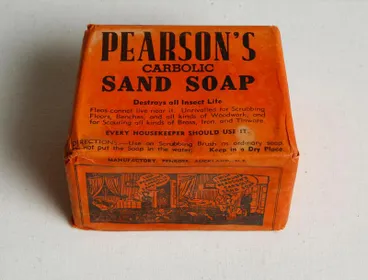 PEARSON'S
CARBOLIC
SAND SOAP
Destroys all Insect Life
Fleas cannot live near it. Unrivalled for Scrubbing
Floors, Benches, and all kinds of Woodwork, and
for Scouring all kinds of Brass, Iron, and Tinware.
EVERY HOUSEKEEPER SHOULD USE IT.
DIRECTIONS.—Use on Scrubbing Brush as ordinary soap
not put the Soap in the water. Keep in a Dry Place
MANUFACTORY,